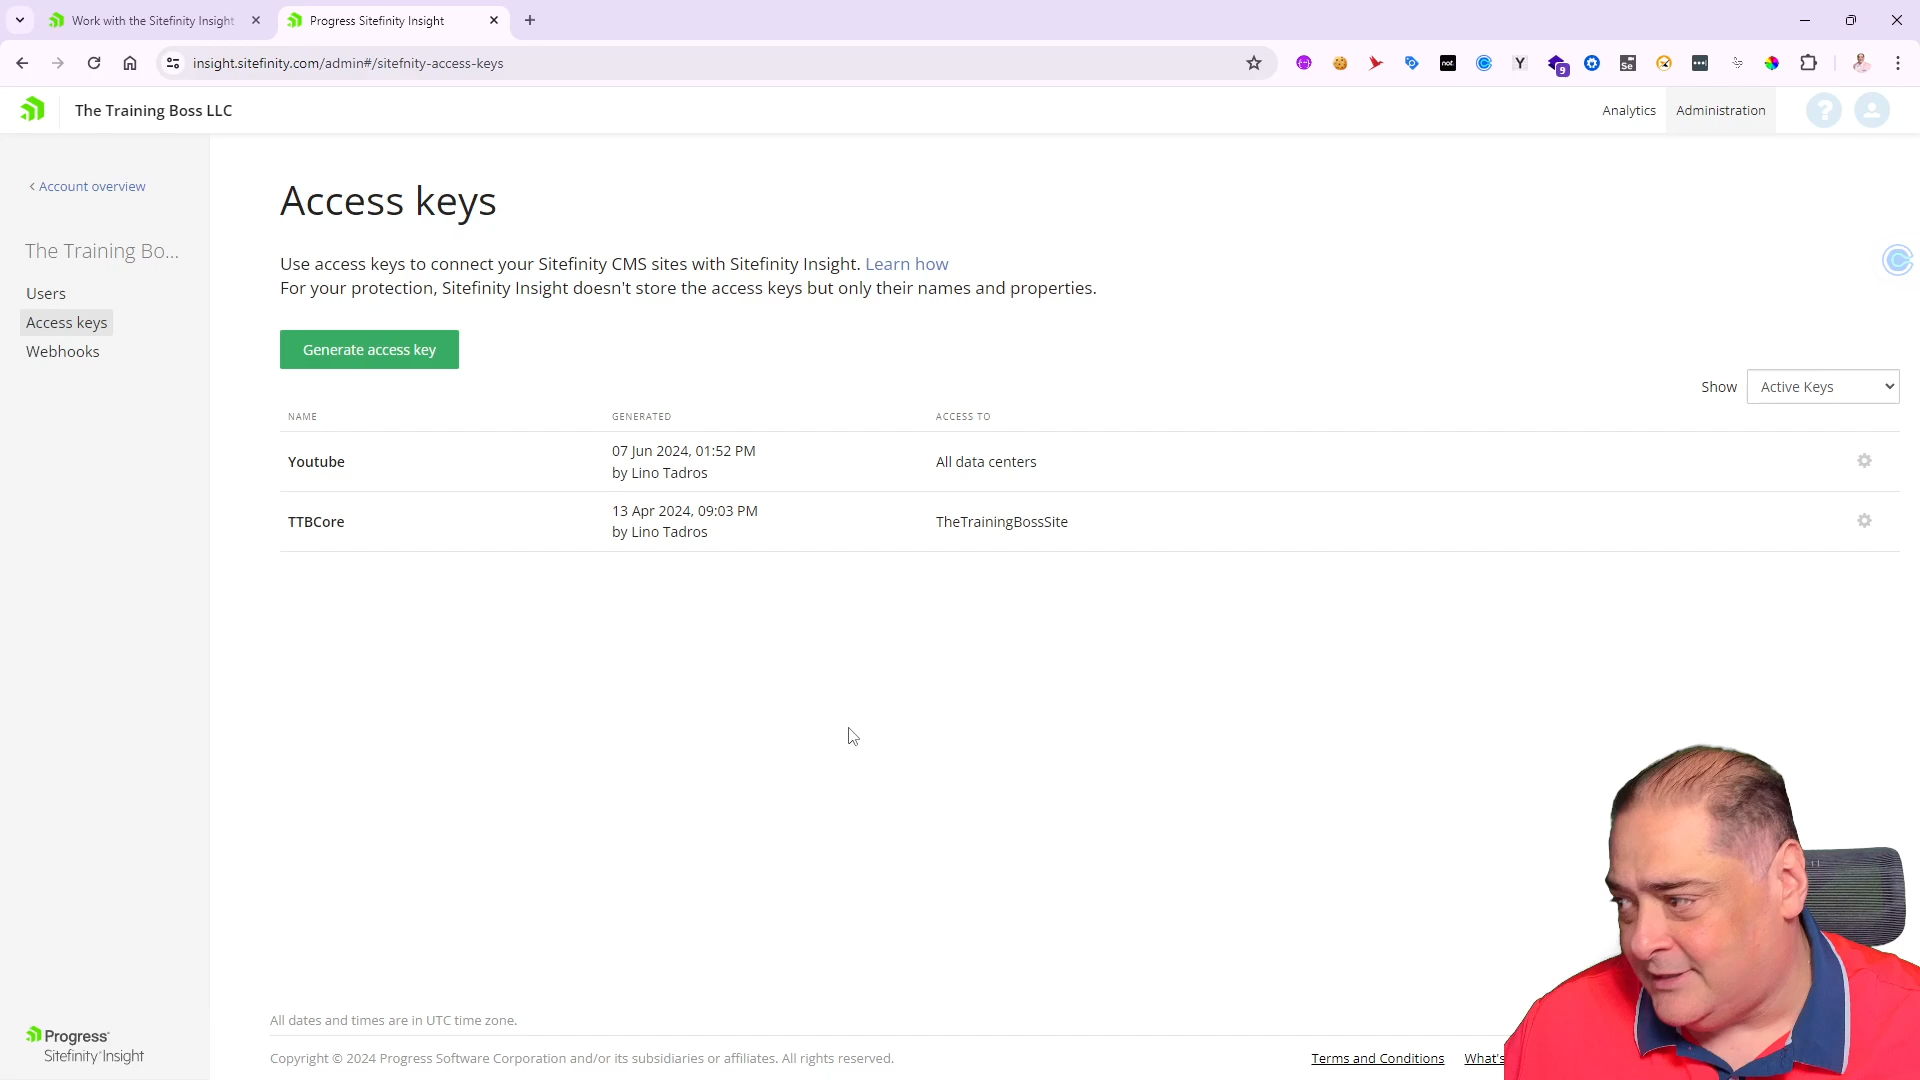 Work with the Sitefinity Insight
Progress Sitefinity Insight
insight.sitefinity.com/admin#/sitefnity-access-keys
not
Y
9
Se
The Training Boss LLC
Analytics
Administration
?
< Account overview
The Training Bo...
Users
Access keys
Webhooks
Access keys
Use access keys to connect your Sitefinity CMS sites with Sitefinity Insight. Learn how
For your protection, Sitefinity Insight doesn't store the access keys but only their names and properties.
Generate access key
Show
Active Keys
NAME
GENERATED
ACCESS TO
Youtube
07 Jun 2024, 01:52 PM
by Lino Tadros
All data centers
TTBCore
13 Apr 2024, 09:03 PM
by Lino Tadros
TheTrainingBossSite
All dates and times are in UTC time zone.
Copyright © 2024 Progress Software Corporation and/or its subsidiaries or affiliates. All rights reserved.
Terms and Conditions
What's
Progress
Sitefinity Insight